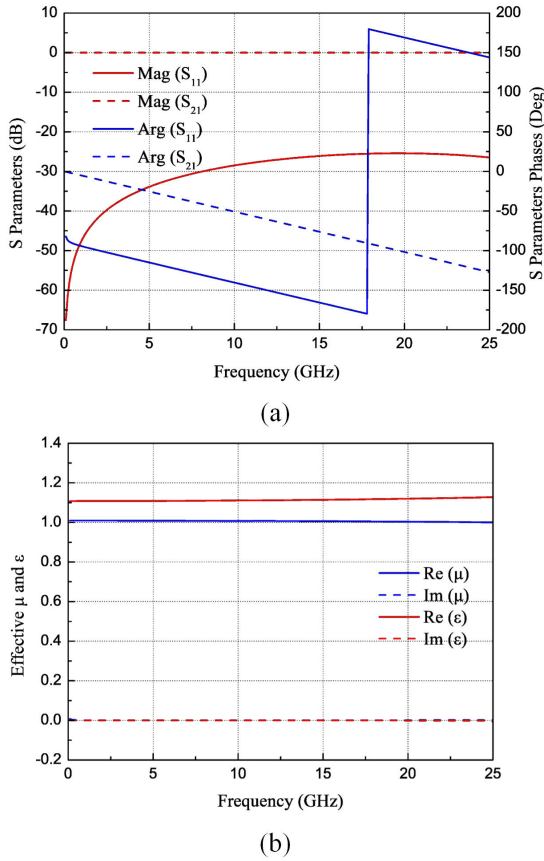 10
0
-10
-20
-30
-40
-50
-60
-70
200
150
100
50
0
-50
-100
-150
-200
S Parameters (dB)
S Parameters Phases (Deg)
Mag (S11)
Mag (S21)
Arg (S11)
Arg (S21)
0 5 10 15 20 25
Frequency (GHz)
(a)
1.4
1.2
1.0
0.8
0.6
0.4
0.2
0.0
-0.2
Effective μ and ε
Re (μ)
Im (μ)
Re (ε)
Im (ε)
0 5 10 15 20 25
Frequency (GHz)
(b)